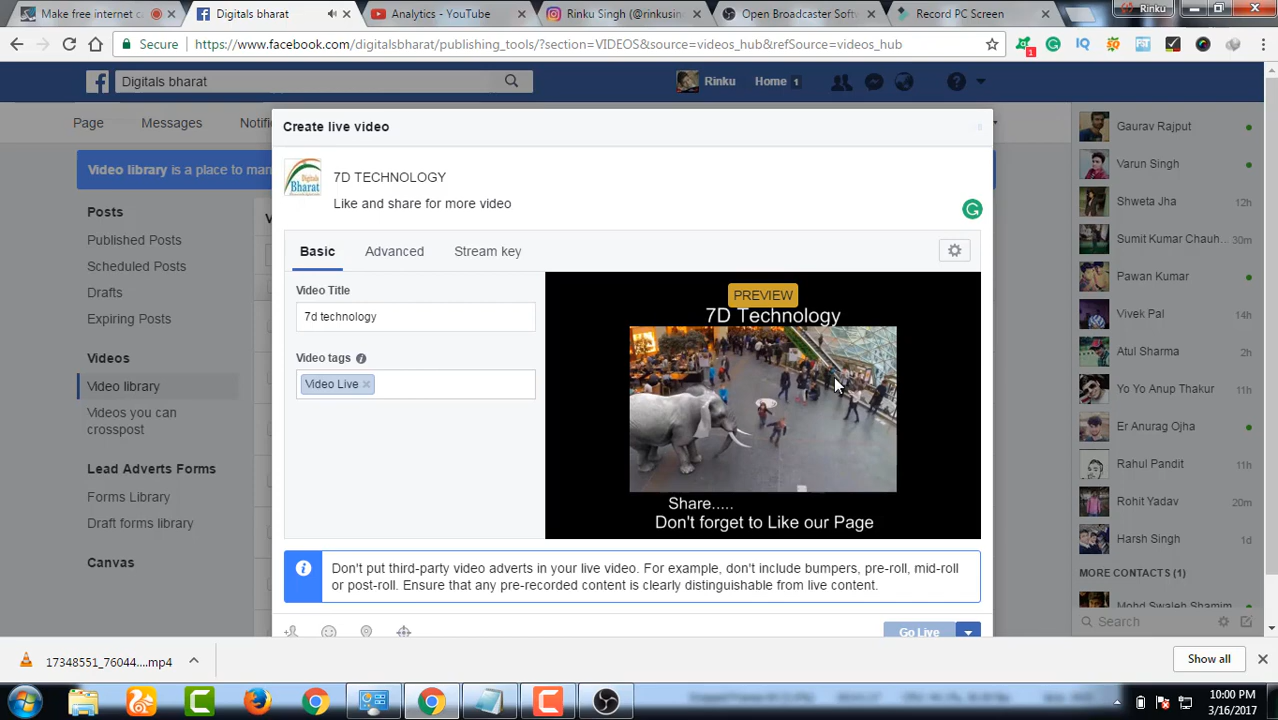 Make free internet ca
Digitals bharat
Analytics - YouTube
Rinku Singh (@rinkusin
Open Broadcaster Softw
Record PC Screen
Rinku
Secure
https://www.facebook.com/digitalsbharat/publishing_tools/?section=VIDEOS&source=videos_hub&refSource=videos_hub
Digitals bharat
Rinku
Home 1
Page
Messages
Notifi
Create live video
Video library is a place to man
7D TECHNOLOGY
Like and share for more video
Digitals
Bharat
Posts
Published Posts
Scheduled Posts
Drafts
Expiring Posts
Videos
Video library
Videos you can
crosspost
Lead Adverts Forms
Forms Library
Draft forms library
Canvas
Basic
Advanced
Stream key
Video Title
7d technology
Video tags
Video Live
PREVIEW
7D Technology
Share.....
Don't forget to Like our Page
Don't put third-party video adverts in your live video. For example, don't include bumpers, pre-roll, mid-roll
or post-roll. Ensure that any pre-recorded content is clearly distinguishable from live content.
Go Live
Gaurav Rajput
Varun Singh
Shweta Jha 12h
Sumit Kumar Chauh... 30m
Pawan Kumar
Vivek Pal 14h
Atul Sharma 2h
Yo Yo Anup Thakur
Er Anurag Ojha
Rahul Pandit 11h
Rohit Yadav 20m
Harsh Singh 1d
MORE CONTACTS (1)
Mohd Swaleh Shamim
Search
17348551_76044....mp4
Show all
10:00 PM
3/16/2017